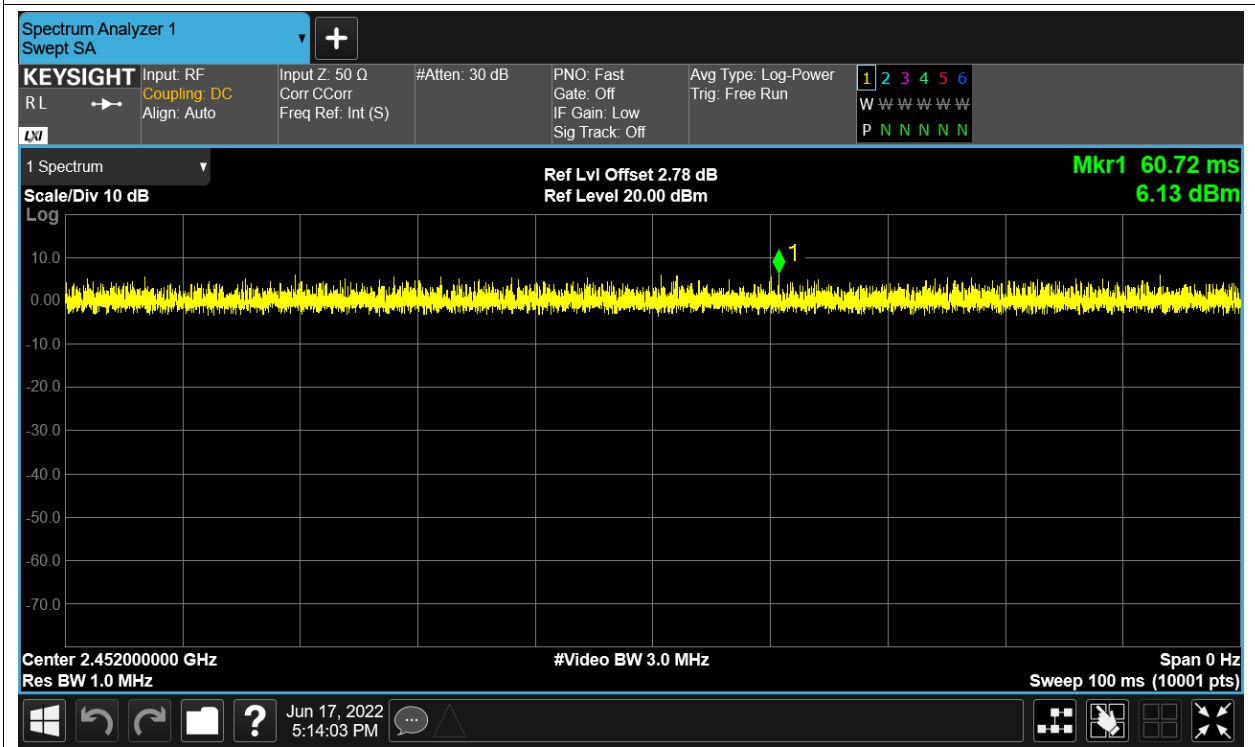 Spectrum Analyzer 1
Swept SA
KEYSIGHT
R L
LXI
Input: RF
Coupling: DC
Align: Auto
Input Z: 50 Ω
Corr CCorr
Freq Ref: Int (S)
#Atten: 30 dB
PNO: Fast
Gate: Off
IF Gain: Low
Sig Track: Off
Avg Type: Log-Power
Trig: Free Run
1 2 3 4 5 6
W W W W W W
P N N N N N
1 Spectrum
Scale/Div 10 dB
Log
Ref Lvl Offset 2.78 dB
Ref Level 20.00 dBm
Mkr1 60.72 ms
6.13 dBm
1
10.0
0.00
-10.0
-20.0
-30.0
-40.0
-50.0
-60.0
-70.0
Center 2.452000000 GHz
Res BW 1.0 MHz
#Video BW 3.0 MHz
Span 0 Hz
Sweep 100 ms (10001 pts)
?
Jun 17, 2022
5:14:03 PM